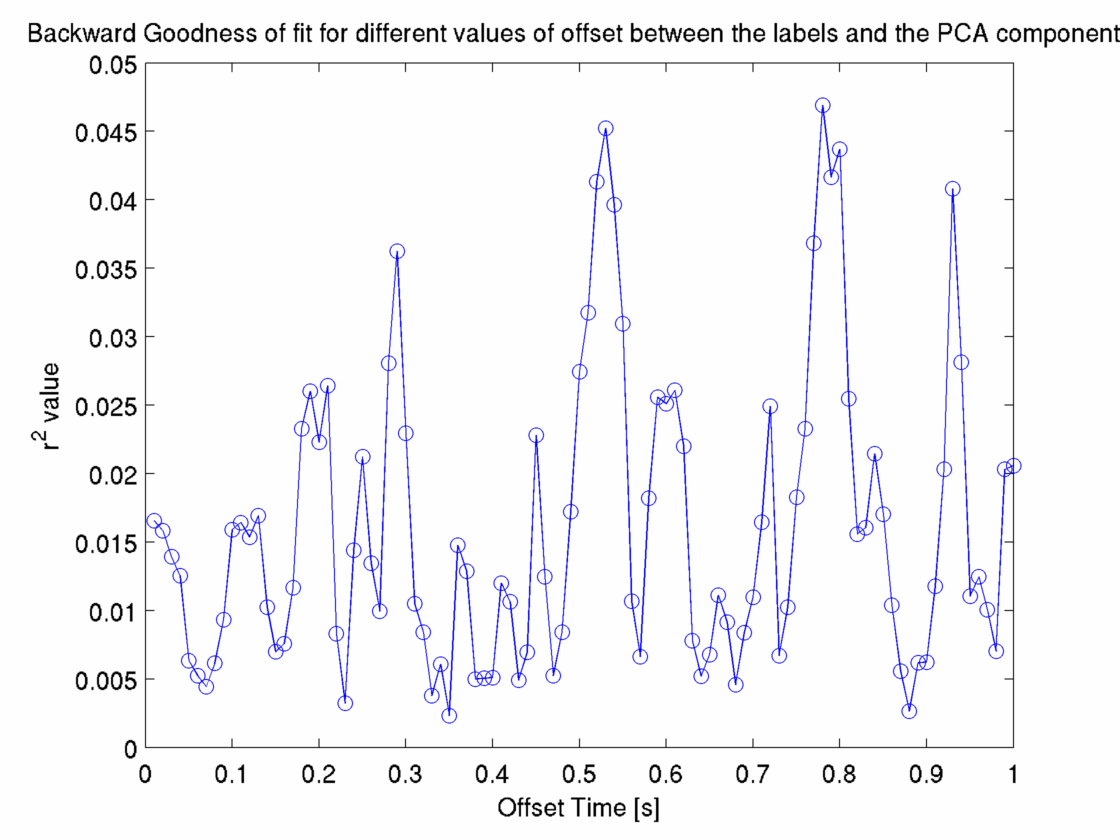 Backward Goodness of fit for different values of offset between the labels and the PCA component
0.05
0.045
0.04
0.035
0.03
0.025
0.02
0.015
0.01
0.005
0
r² value
0 0.1 0.2 0.3 0.4 0.5 0.6 0.7 0.8 0.9 1
Offset Time [s]